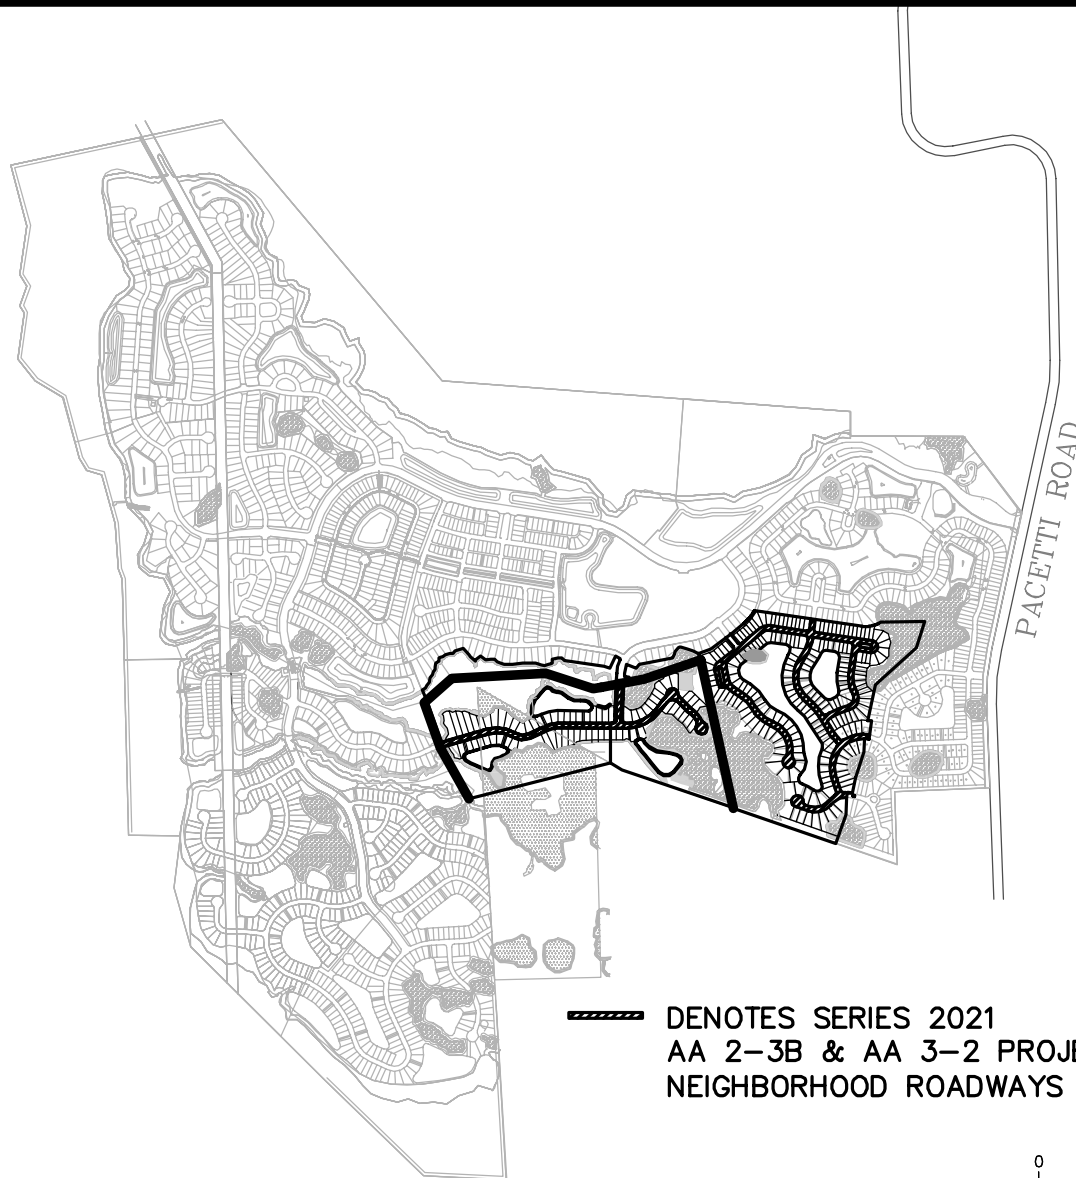 PACETTI ROAD
DENOTES SERIES 2021
AA 2-3B & AA 3-2
NEIGHBORHOOD ROADWAYS
0